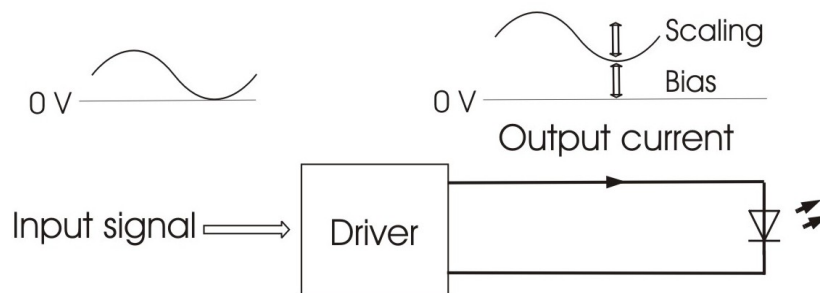 Scaling
0 V
0 V
Bias
Output current
Input signal
Driver